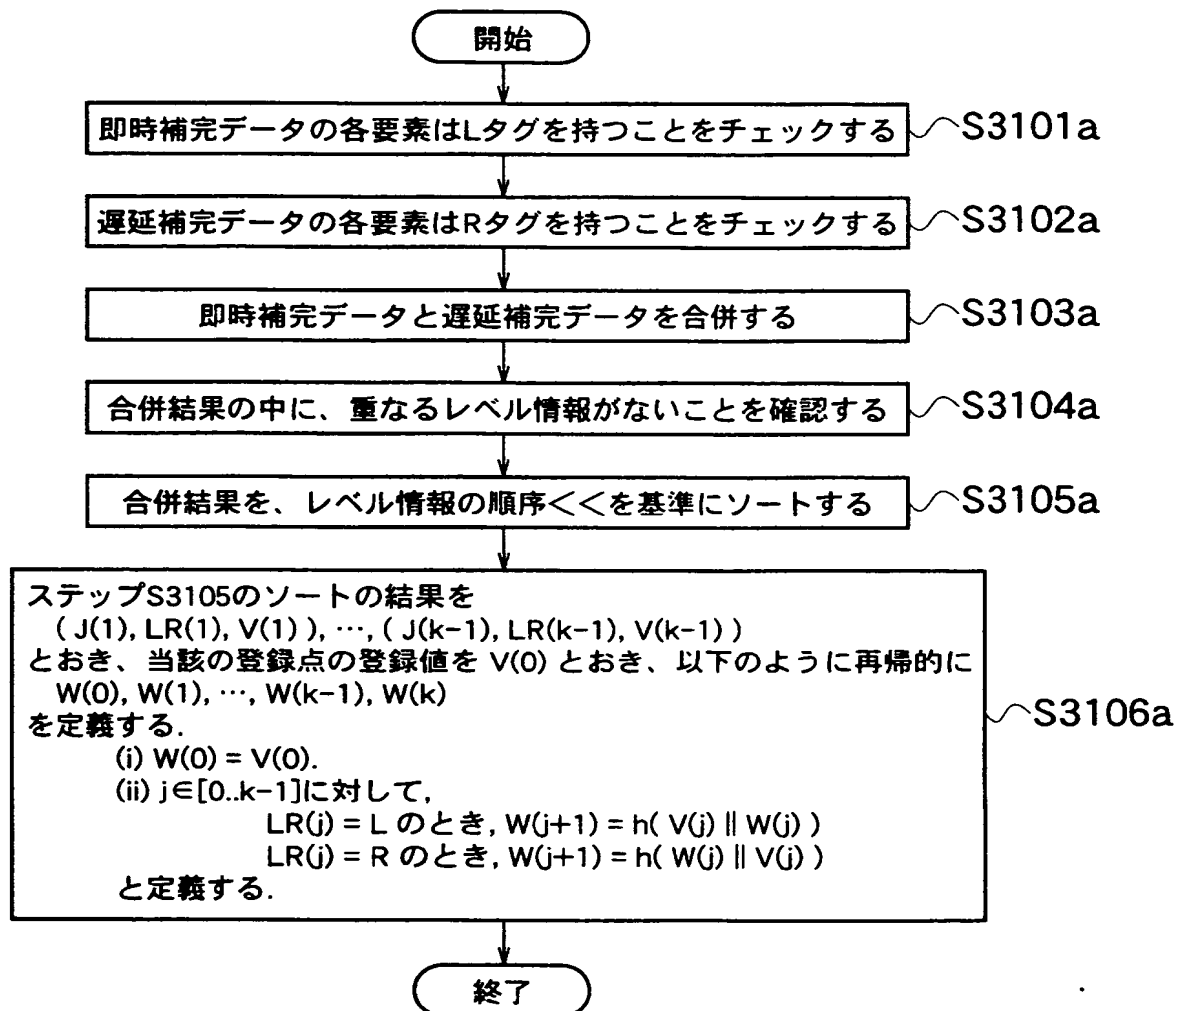 開始
即時補完データの各要素はLタグを持つことをチェックする
S3101a
遅延補完データの各要素はRタグを持つことをチェックする
S3102a
即時補完データと遅延補完データを合併する
S3103a
合併結果の中に、重なるレベル情報がないことを確認する
S3104a
合併結果を、レベル情報の順序<<を基準にソートする
S3105a
ステップS3105のソートの結果を
( J(1), LR(1), V(1) ), …, ( J(k-1), LR(k-1), V(k-1) )
とおき、当該の登録点の登録値を V(0) とおき、以下のように再帰的に
W(0), W(1), …, W(k-1), W(k)
を定義する.
(i) W(0) = V(0).
(ii) j∈[0..k-1]に対して,
LR(j) = L のとき, W(j+1) = h( V(j) || W(j) )
LR(j) = R のとき, W(j+1) = h( W(j) || V(j) )
と定義する.
S3106a
終了